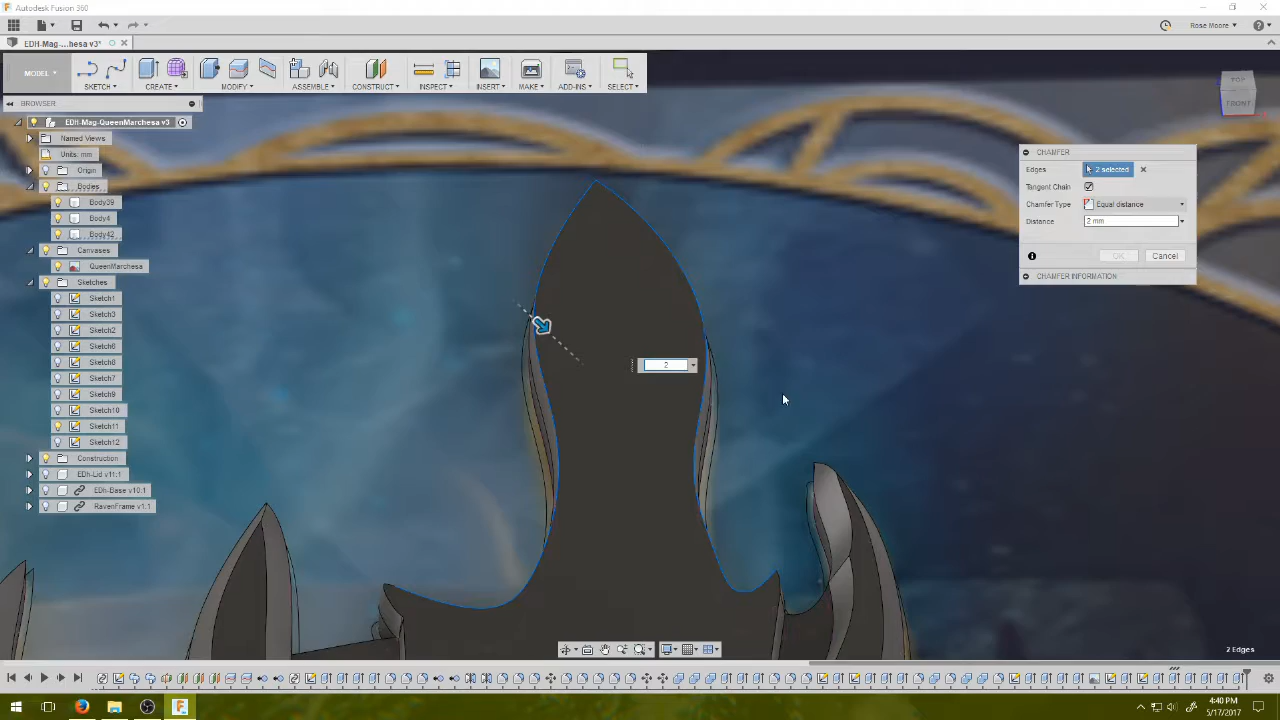 Autodesk Fusion 360
Rose Moore
EDH-Mag-...hesa v3*
MODEL
SKETCH
CREATE
MODIFY
ASSEMBLE
CONSTRUCT
INSPECT
INSERT
MAKE
ADD-INS
SELECT
TOP
FRONT
BROWSER
EDH-Mag-QueenMarchesa v3
Named Views
Units: mm
Origin
Bodies
Body39
Body4
Body42
Canvases
QueenMarchesa
Sketches
Sketch1
Sketch3
Sketch2
Sketch6
Sketch8
Sketch7
Sketch9
Sketch10
Sketch11
Sketch12
Construction
EDh-Lid v11:1
EDh-Base v10:1
RavenFrame v1:1
CHAMFER
Edges
2 selected
Tangent Chain
Chamfer Type
Equal distance
Distance
2 mm
OK
Cancel
CHAMFER INFORMATION
2
2 Edges
4:40 PM
5/17/2017